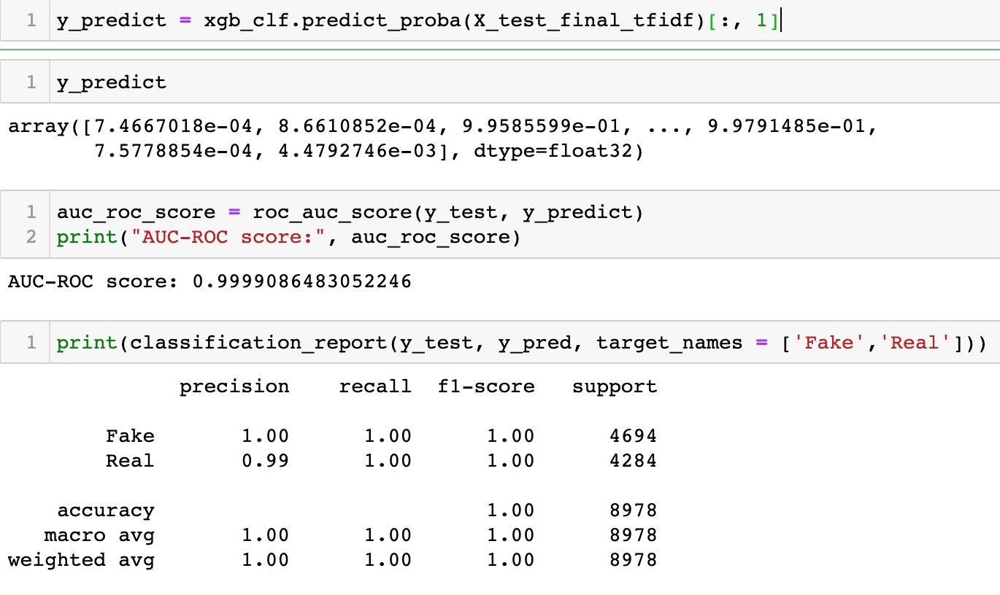 1 y_predict = xgb_clf.predict_proba(X_test_final_tfidf)[:, 1]
1 y_predict
array([7.4667018e-04, 8.6610852e-04, 9.9585599e-01, ..., 9.9791485e-01,
7.5778854e-04, 4.4792746e-03], dtype=float32)
1 auc_roc_score = roc_auc_score(y_test, y_predict)
2 print("AUC-ROC score:", auc_roc_score)
AUC-ROC score: 0.9999086483052246
1 print(classification_report(y_test, y_pred, target_names = ['Fake','Real']))
precision recall f1-score support
Fake 1.00 1.00 1.00 4694
Real 0.99 1.00 1.00 4284
accuracy 1.00 8978
macro avg 1.00 1.00 1.00 8978
weighted avg 1.00 1.00 1.00 8978